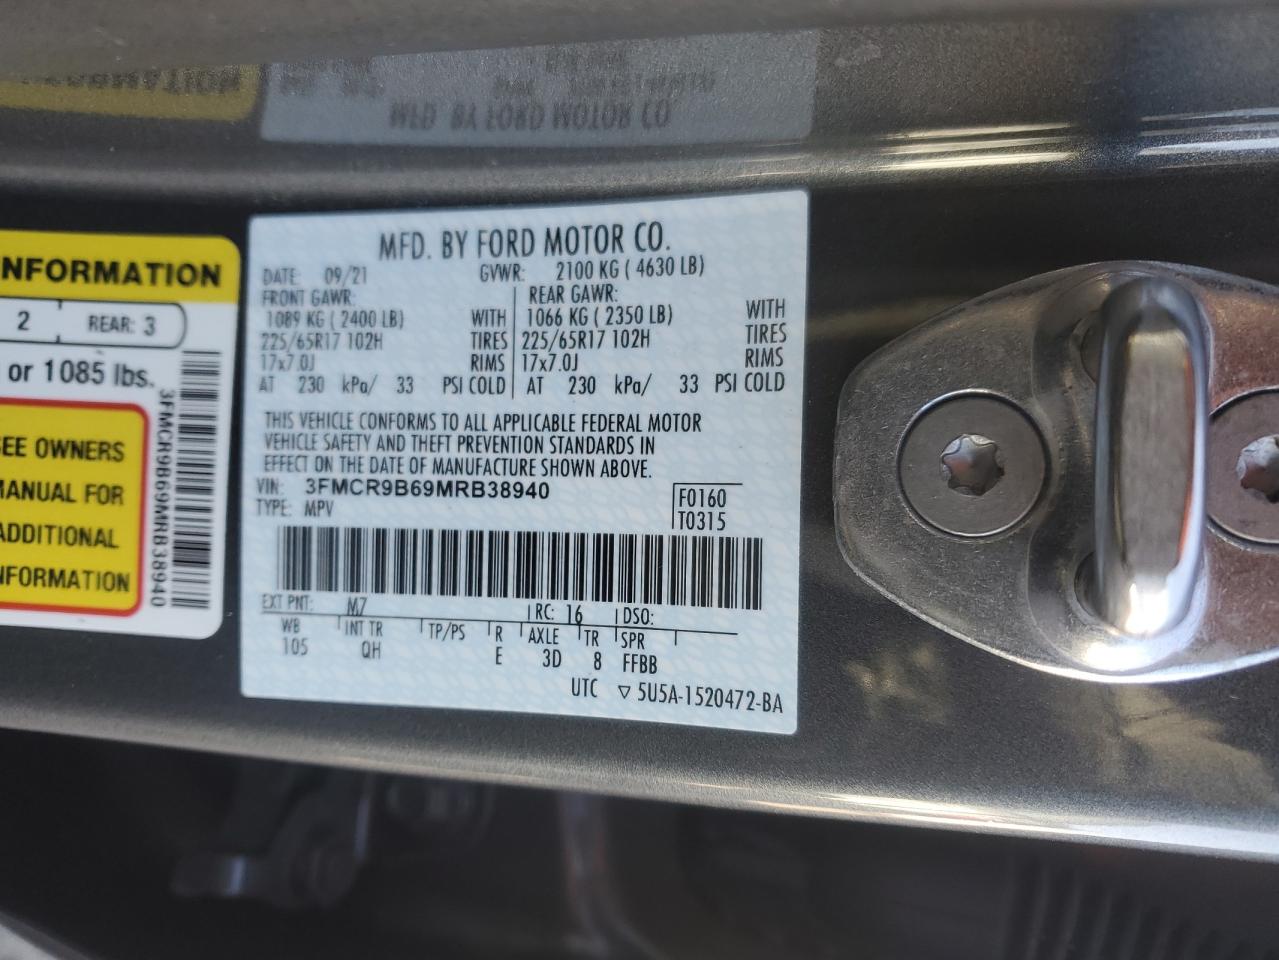 NFORMATION
2 REAR: 3
or 1085 lbs.
SEE OWNERS
MANUAL FOR
ADDITIONAL
INFORMATION
3FMCR9B69MRB38940
MFD. BY FORD MOTOR CO.
DATE: 09/21 GVWR: 2100 KG ( 4630 LB)
FRONT GAWR: REAR GAWR:
1089 KG ( 2400 LB) WITH 1066 KG ( 2350 LB) WITH
225/65R17 102H TIRES 225/65R17 102H TIRES
17x7.0J RIMS 17x7.0J RIMS
AT 230 kPa/ 33 PSI COLD AT 230 kPa/ 33 PSI COLD
THIS VEHICLE CONFORMS TO ALL APPLICABLE FEDERAL MOTOR
VEHICLE SAFETY AND THEFT PREVENTION STANDARDS IN
EFFECT ON THE DATE OF MANUFACTURE SHOWN ABOVE.
VIN: 3FMCR9B69MRB38940 F0160
TYPE: MPV T0315
EXT PNT: M7 RC: 16 DSO:
WB INT TR TP/PS R AXLE TR SPR
105 QH E 3D 8 FFBB
UTC ▽ 5U5A-1520472-BA